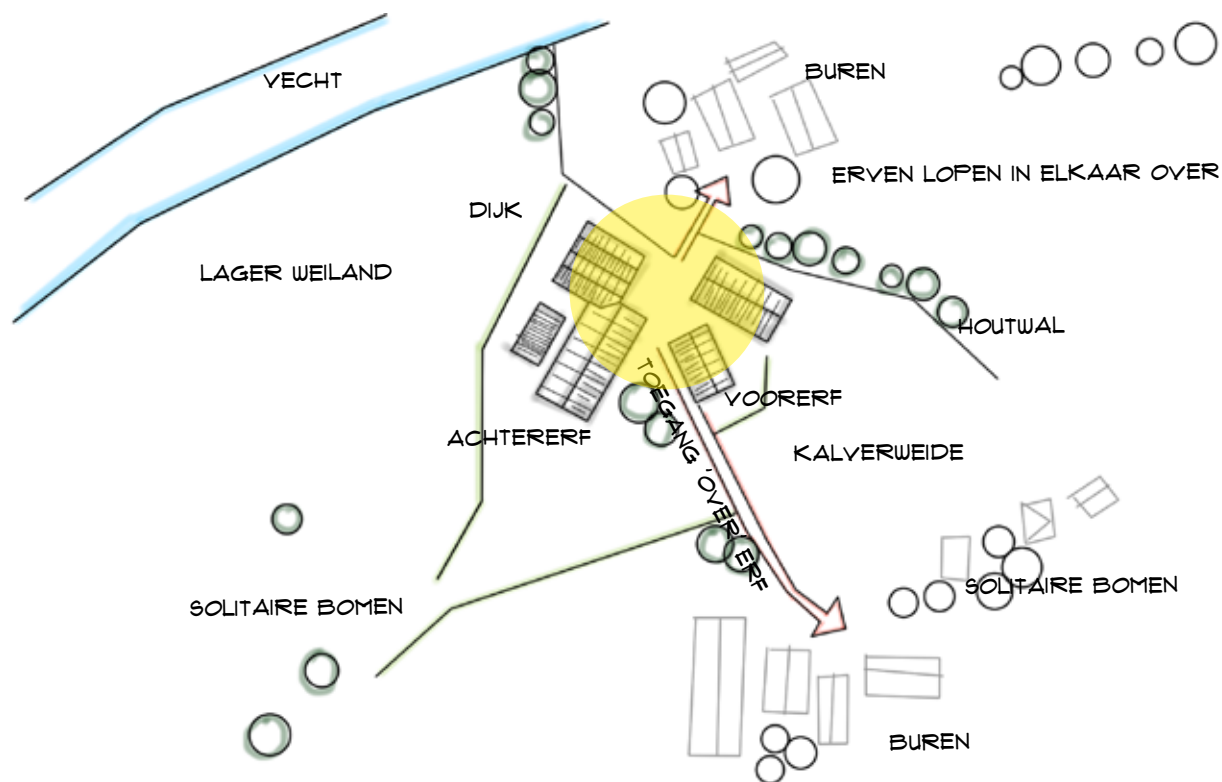 VECHT
BUREN
ERVEN LOPEN IN ELKAAR OVER
DIJK
LAGER WEILAND
HOUTWAL
VOORERF
ACHTERERF
KALVERWEIDE
TOEGANG 'OVER' ERF
SOLITAIRE BOMEN
SOLITAIRE BOMEN
BUREN